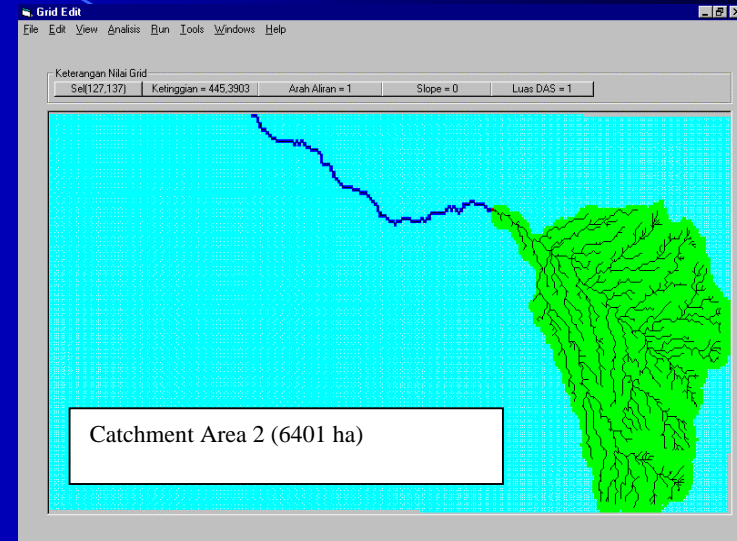 Grid Edit
File Edit View Analisis Run Tools Windows Help
Keterangan Nilai Grid
Sel(127,137) Ketinggian = 445,3903 Arah Aliran = 1 Slope = 0 Luas DAS = 1
Catchment Area 2 (6401 ha)